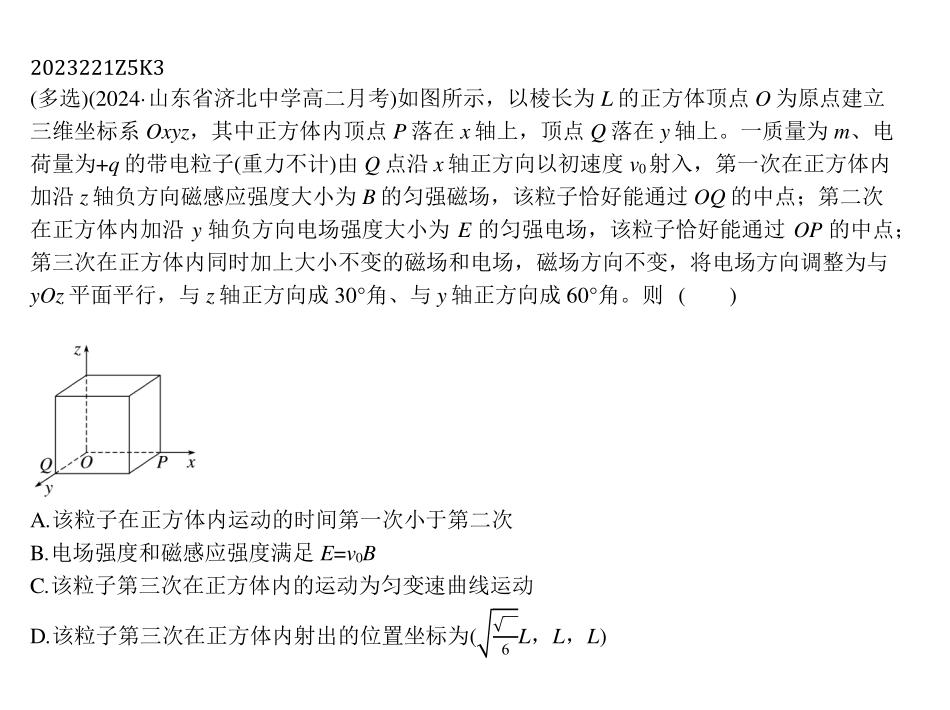 2023221Z5K3
(多选)(2024·山东省济北中学高二月考)如图所示，以棱长为 L 的正方体顶点 O 为原点建立
三维坐标系 Oxyz，其中正方体内顶点 P 落在 x 轴上，顶点 Q 落在 y 轴上。一质量为 m、电
荷量为+q 的带电粒子(重力不计)由 Q 点沿 x 轴正方向以初速度 v₀射入，第一次在正方体内
加沿 z 轴负方向磁感应强度大小为 B 的匀强磁场，该粒子恰好能通过 OQ 的中点；第二次
在正方体内加沿 y 轴负方向电场强度大小为 E 的匀强电场，该粒子恰好能通过 OP 的中点；
第三次在正方体内同时加上大小不变的磁场和电场，磁场方向不变，将电场方向调整为与
yOz 平面平行，与 z 轴正方向成 30°角、与 y 轴正方向成 60°角。则 (　　)
z
Q O P x
y
A.该粒子在正方体内运动的时间第一次小于第二次
B.电场强度和磁感应强度满足 E=v₀B
C.该粒子第三次在正方体内的运动为匀变速曲线运动
D.该粒子第三次在正方体内射出的位置坐标为(√(√/6)L，L，L)